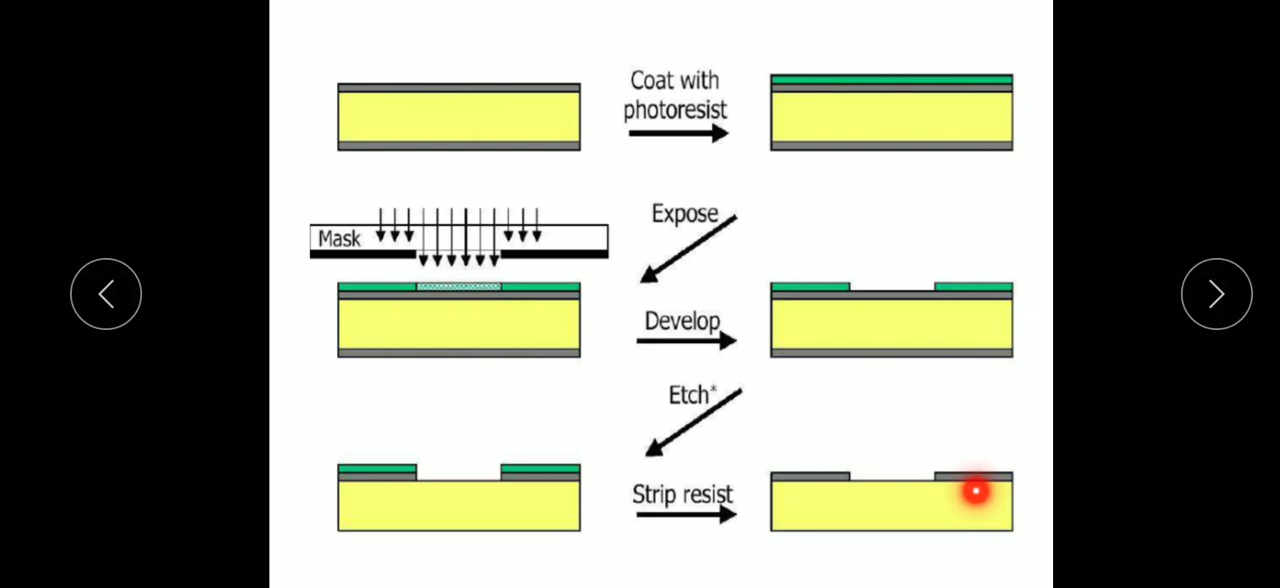 Coat with
photoresist
Expose
Mask
Develop
Etch*
Strip resist